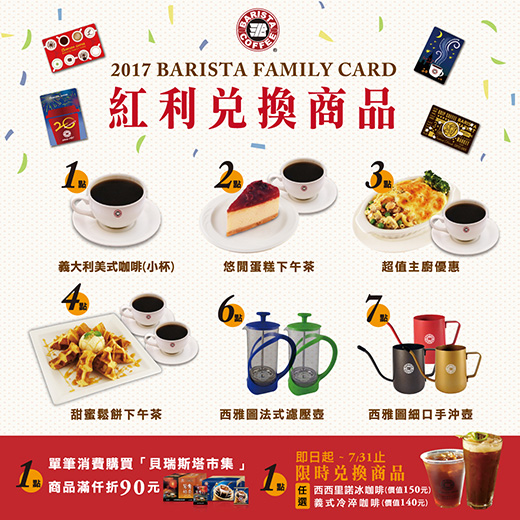 BARISTA COFFEE
2017 BARISTA FAMILY CARD
紅利兌換商品
1點
義大利美式咖啡(小杯)
2點
悠閒蛋糕下午茶
3點
超值主廚優惠
4點
甜蜜鬆餅下午茶
6點
西雅圖法式濾壓壺
7點
西雅圖細口手沖壺
1點
單筆消費購買「貝瑞斯塔市集」
商品滿仟折90元
1點
即日起 - 7/31止
限時兌換商品
任選
西西里諾冰咖啡(價值150元)
義式冷淬咖啡(價值140元)